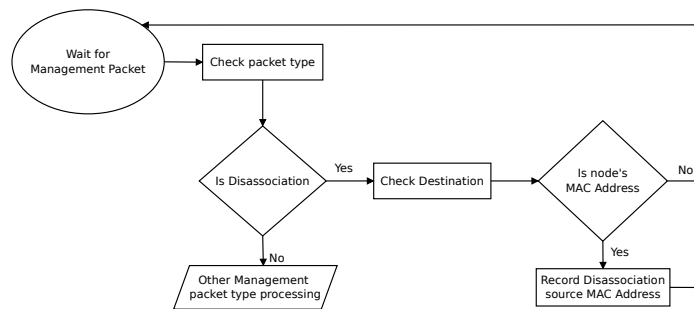 Wait for
Management Packet
Check packet type
Is Disassociation
Yes
Check Destination
Is node's
MAC Address
No
Yes
No
Other Management
packet type processing
Record Disassociation
source MAC Address